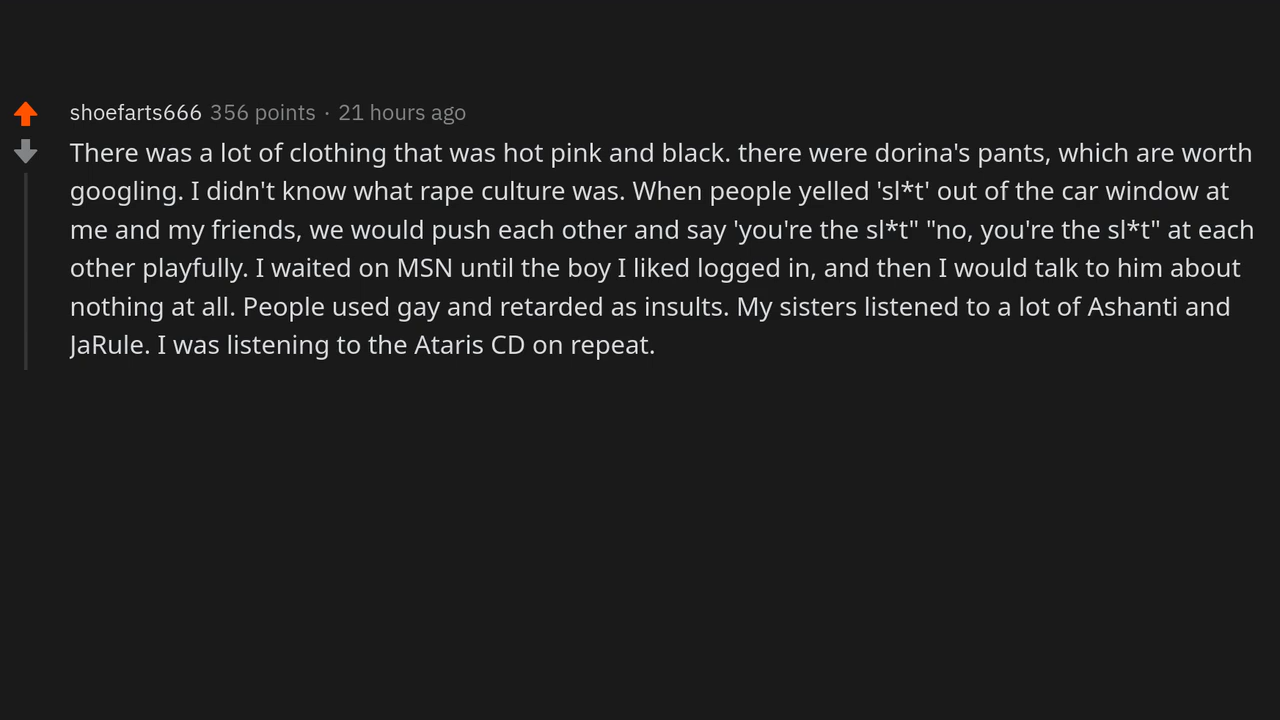 shoefarts666 356 points · 21 hours ago
There was a lot of clothing that was hot pink and black. there were dorina's pants, which are worth
googling. I didn't know what rape culture was. When people yelled 'sl*t' out of the car window at
me and my friends, we would push each other and say 'you're the sl*t" "no, you're the sl*t" at each
other playfully. I waited on MSN until the boy I liked logged in, and then I would talk to him about
nothing at all. People used gay and retarded as insults. My sisters listened to a lot of Ashanti and
JaRule. I was listening to the Ataris CD on repeat.